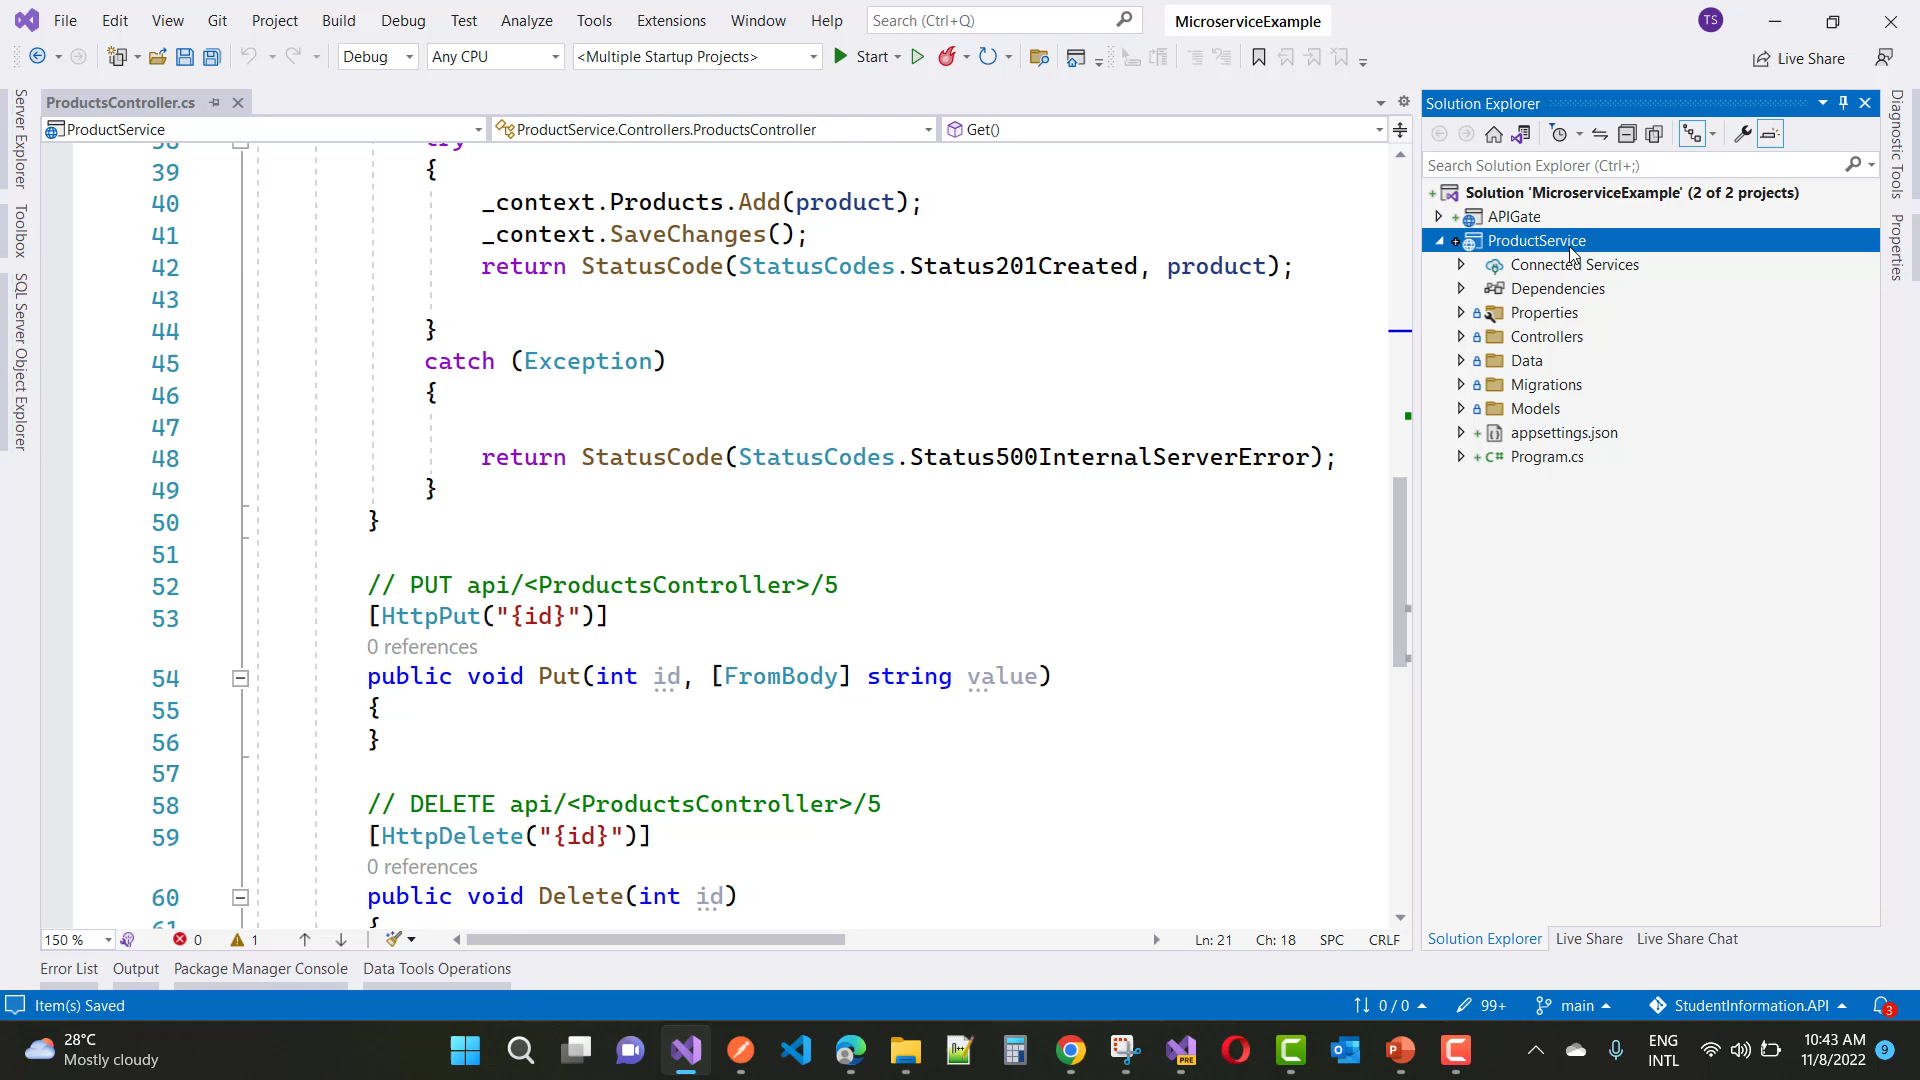 File Edit View Git Project Build Debug Test Analyze Tools Extensions Window Help Search (Ctrl+Q) MicroserviceExample TS
Debug Any CPU <Multiple Startup Projects> Start Live Share
Server Explorer
Toolbox
SQL Server Object Explorer
ProductsController.cs
ProductService ProductService.Controllers.ProductsController Get()
38 try
39 {
40 _context.Products.Add(product);
41 _context.SaveChanges();
42 return StatusCode(StatusCodes.Status201Created, product);
43
44 }
45 catch (Exception)
46 {
47
48 return StatusCode(StatusCodes.Status500InternalServerError);
49 }
50 }
51
52 // PUT api/<ProductsController>/5
53 [HttpPut("{id}")]
0 references
54 public void Put(int id, [FromBody] string value)
55 {
56 }
57
58 // DELETE api/<ProductsController>/5
59 [HttpDelete("{id}")]
0 references
60 public void Delete(int id)
61 {
150 % 0 1 Ln: 21 Ch: 18 SPC CRLF
Solution Explorer
Search Solution Explorer (Ctrl+;)
Solution 'MicroserviceExample' (2 of 2 projects)
APIGate
ProductService
Connected Services
Dependencies
Properties
Controllers
Data
Migrations
Models
appsettings.json
C# Program.cs
Solution Explorer Live Share Live Share Chat
Diagnostic Tools
Properties
Error List Output Package Manager Console Data Tools Operations
Item(s) Saved 0 / 0 99+ main StudentInformation.API 3
28°C
Mostly cloudy
PRE
ENG
INTL
10:43 AM
11/8/2022
9